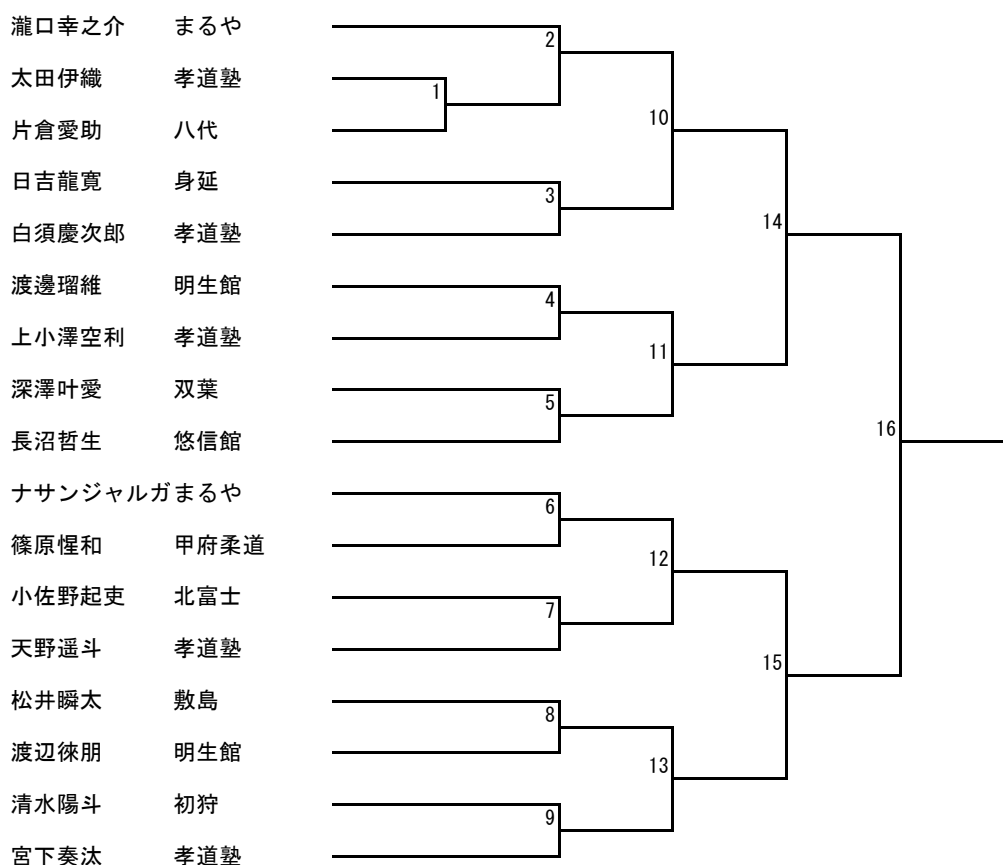 瀧口幸之介 まるや
2
太田伊織 孝道塾
1
10
片倉愛助 八代
日吉龍寛 身延
3
14
白須慶次郎 孝道塾
渡邊瑠維 明生館
4
上小澤空利 孝道塾
11
深澤叶愛 双葉
5
16
長沼哲生 悠信館
ナサンジャルガ まるや
6
篠原惺和 甲府柔道
12
小佐野起吏 北富士
7
天野遥斗 孝道塾
15
松井瞬太 敷島
8
渡辺徠朋 明生館
13
清水陽斗 初狩
9
宮下奏汰 孝道塾